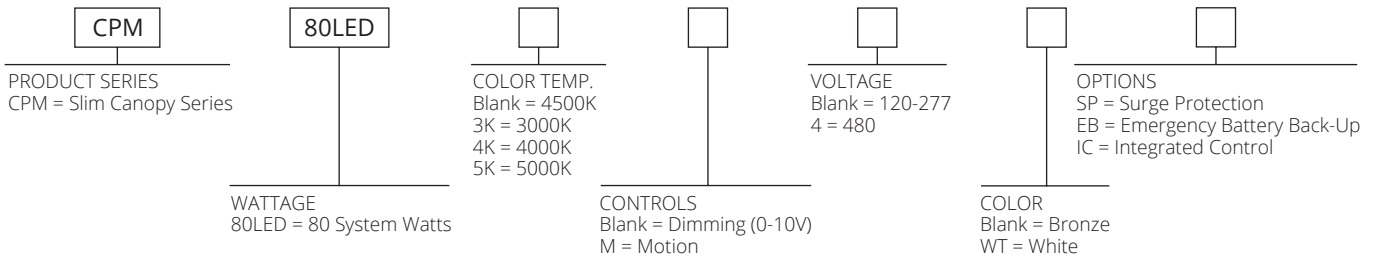 CPM
80LED
PRODUCT SERIES
CPM = Slim Canopy Series
WATTAGE
80LED = 80 System Watts
COLOR TEMP.
Blank = 4500K
3K = 3000K
4K = 4000K
5K = 5000K
CONTROLS
Blank = Dimming (0-10V)
M = Motion
VOLTAGE
Blank = 120-277
4 = 480
COLOR
Blank = Bronze
WT = White
OPTIONS
SP = Surge Protection
EB = Emergency Battery Back-Up
IC = Integrated Control